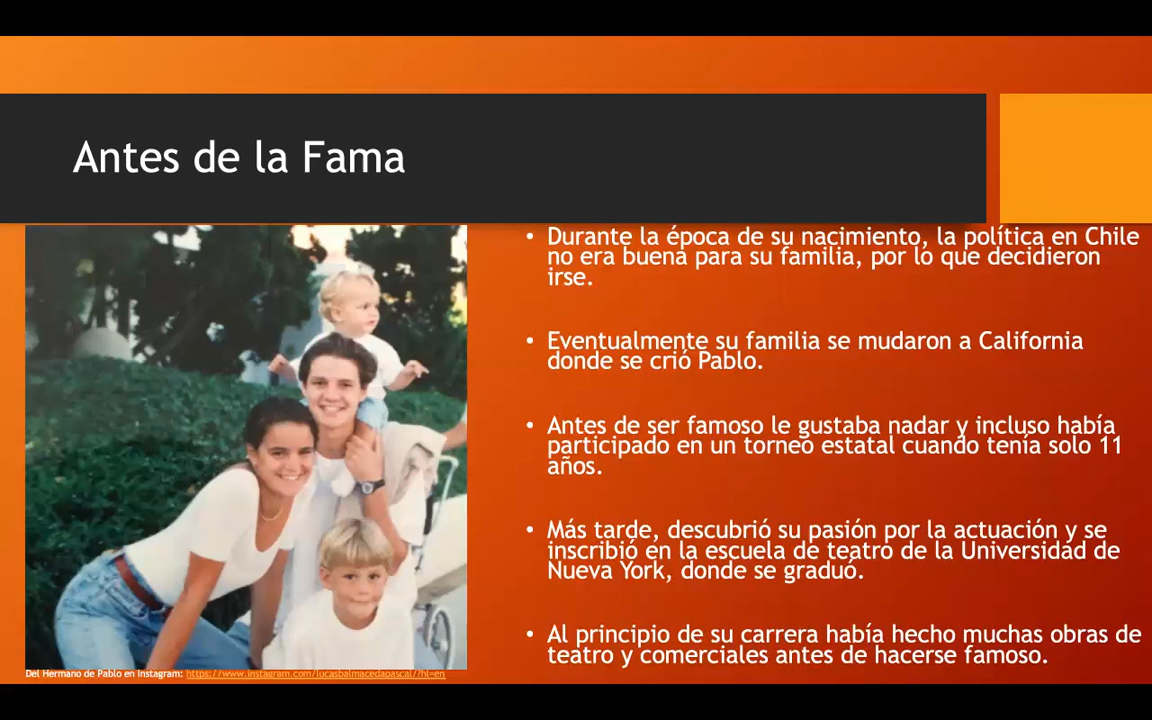 Antes de la Fama
• Durante la época de su nacimiento, la política en Chile
no era buena para su familia, por lo que decidieron
irse.
• Eventualmente su familia se mudaron a California
donde se crió Pablo.
• Antes de ser famoso le gustaba nadar y incluso había
participado en un torneo estatal cuando tenía solo 11
años.
• Más tarde, descubrió su pasión por la actuación y se
inscribió en la escuela de teatro de la Universidad de
Nueva York, donde se graduó.
• Al principio de su carrera había hecho muchas obras de
teatro y comerciales antes de hacerse famoso.
Del Hermano de Pablo en Instagram: https://www.instagram.com/lucasbalmacedapascal/?hl=en